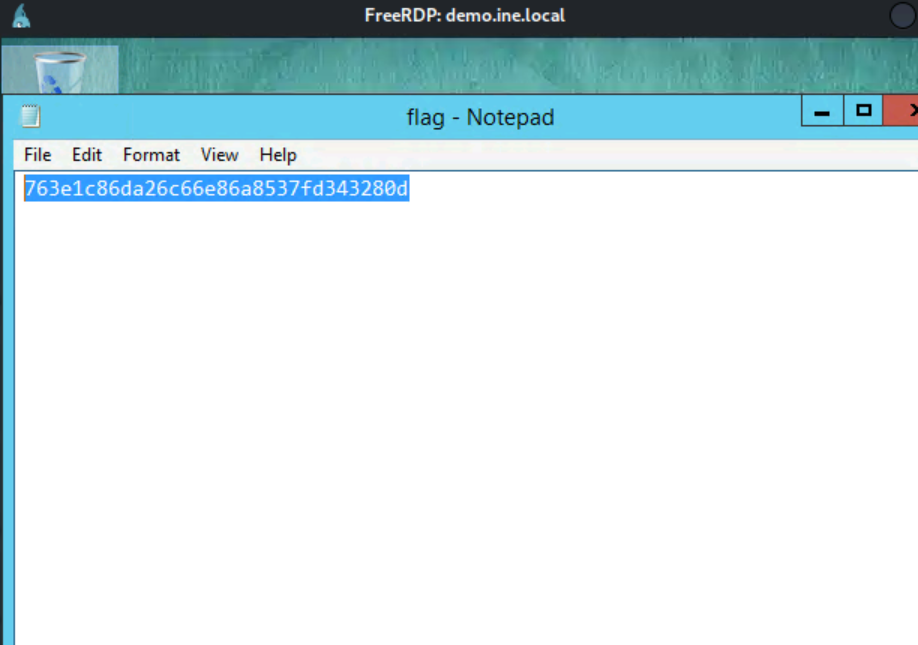 FreeRDP: demo.ine.local
flag - Notepad
File Edit Format View Help
763e1c86da26c66e86a8537fd343280d